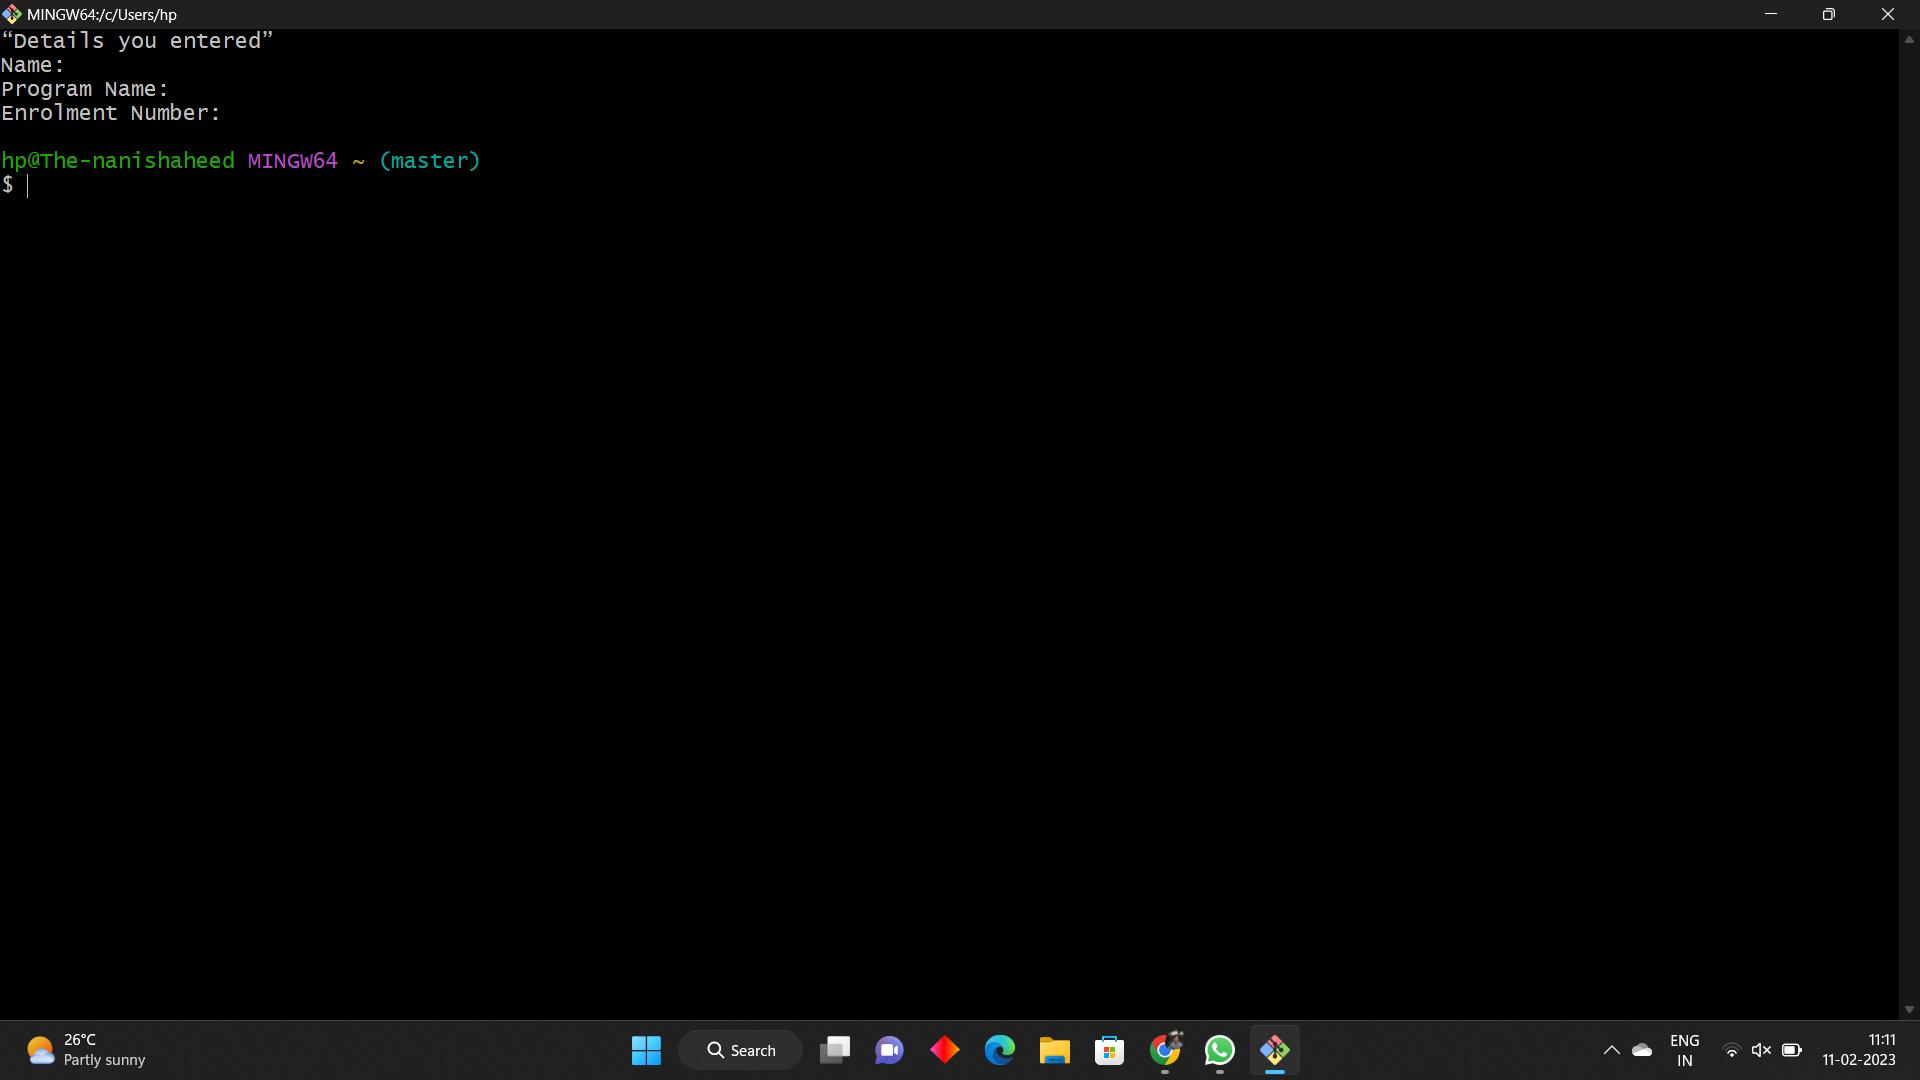 MINGW64:/c/Users/hp
“Details you entered”
Name:
Program Name:
Enrolment Number:
hp@The-nanishaheed MINGW64 ~ (master)
$
26°C
Partly sunny
Search
ENG
IN
11:11
11-02-2023